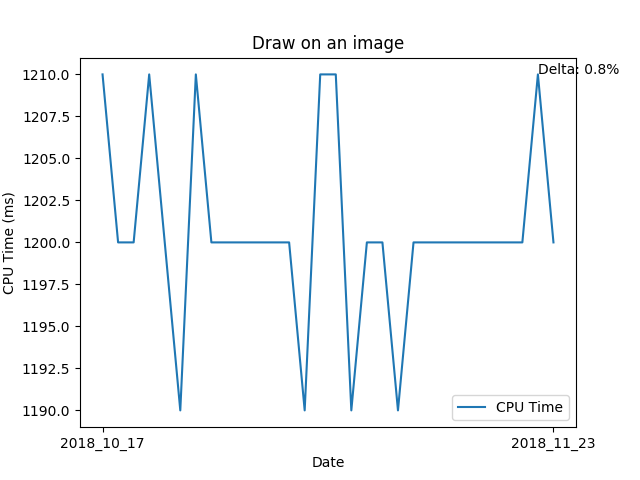 Draw on an image
Delta: 0.8%
1210.0
1207.5
1205.0
1202.5
1200.0
1197.5
1195.0
1192.5
1190.0
CPU Time (ms)
CPU Time
2018_10_17
2018_11_23
Date